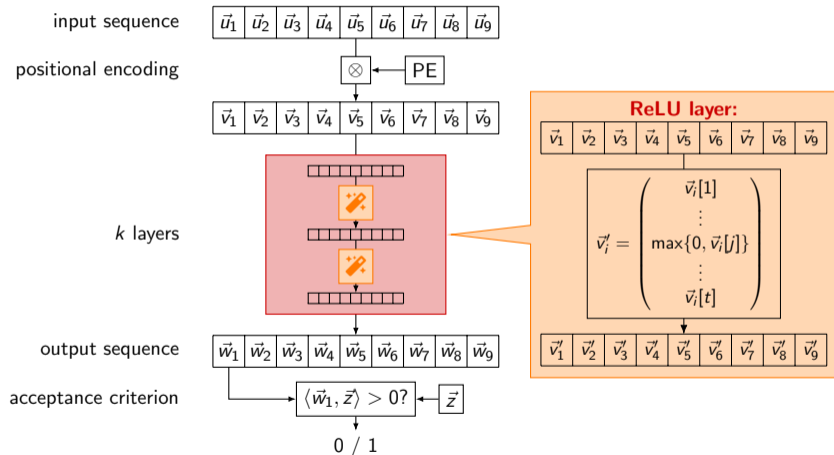 input sequence u⃗₁ u⃗₂ u⃗₃ u⃗₄ u⃗₅ u⃗₆ u⃗₇ u⃗₈ u⃗₉
positional encoding ⊗ PE
v⃗₁ v⃗₂ v⃗₃ v⃗₄ v⃗₅ v⃗₆ v⃗₇ v⃗₈ v⃗₉
k layers
output sequence w⃗₁ w⃗₂ w⃗₃ w⃗₄ w⃗₅ w⃗₆ w⃗₇ w⃗₈ w⃗₉
acceptance criterion ⟨w⃗₁, z⃗⟩ > 0? z⃗
0 / 1
ReLU layer:
v⃗₁ v⃗₂ v⃗₃ v⃗₄ v⃗₅ v⃗₆ v⃗₇ v⃗₈ v⃗₉
v⃗ᵢ[1]
⋮
v⃗ᵢ′ = max{0, v⃗ᵢ[j]}
⋮
v⃗ᵢ[t]
v⃗₁′ v⃗₂′ v⃗₃′ v⃗₄′ v⃗₅′ v⃗₆′ v⃗₇′ v⃗₈′ v⃗₉′